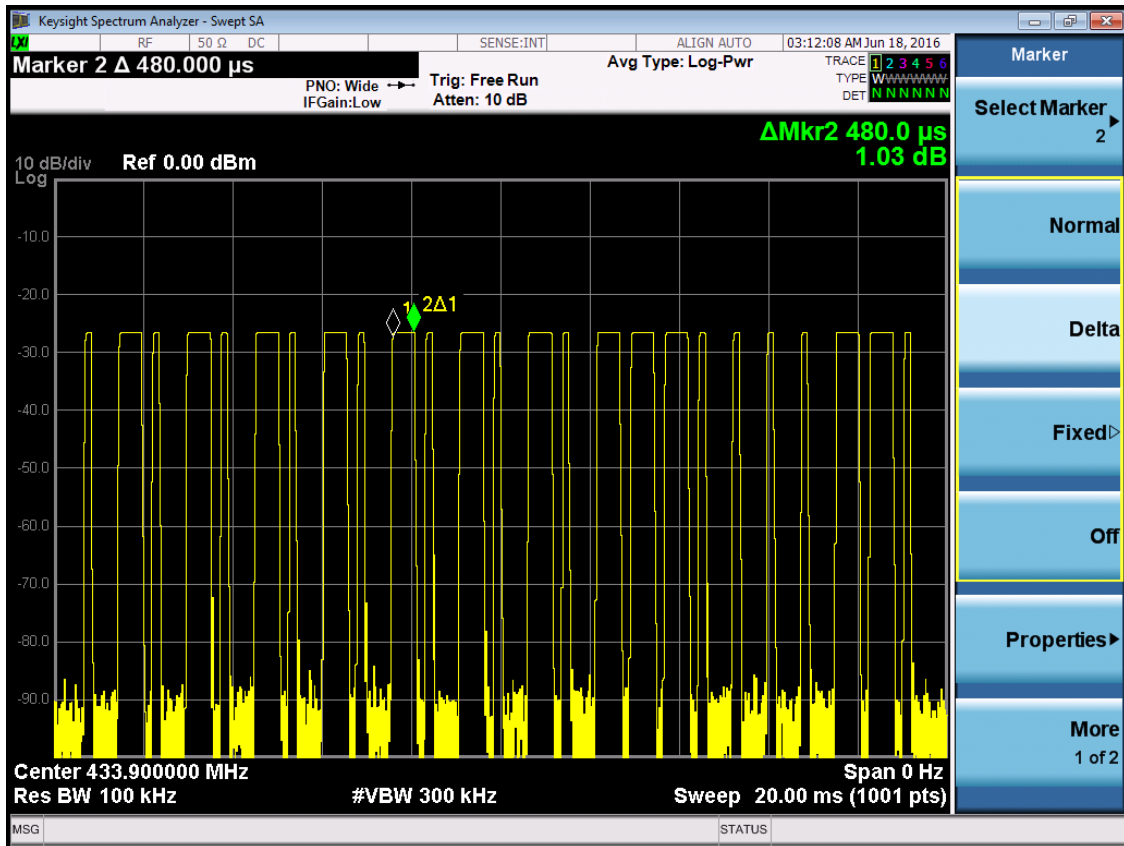 Keysight Spectrum Analyzer - Swept SA
LXI RF 50 Ω DC SENSE:INT ALIGN AUTO 03:12:08 AM Jun 18, 2016
Marker 2 Δ 480.000 µs
PNO: Wide
IFGain:Low
Trig: Free Run
Atten: 10 dB
Avg Type: Log-Pwr
TRACE 1 2 3 4 5 6
TYPE WWWWWWW
DET N N N N N N
ΔMkr2 480.0 µs
1.03 dB
10 dB/div Ref 0.00 dBm
Log
-10.0
-20.0
-30.0
-40.0
-50.0
-60.0
-70.0
-80.0
-90.0
1 2Δ1
Center 433.900000 MHz Span 0 Hz
Res BW 100 kHz #VBW 300 kHz Sweep 20.00 ms (1001 pts)
MSG STATUS
Marker
Select Marker
2
Normal
Delta
Fixed
Off
Properties
More
1 of 2